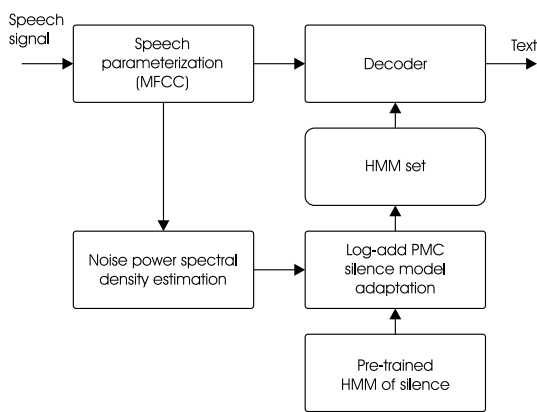 Speech
signal
Speech
parameterization
(MFCC)
Decoder
Text
HMM set
Noise power spectral
density estimation
Log-add PMC
silence model
adaptation
Pre-trained
HMM of silence